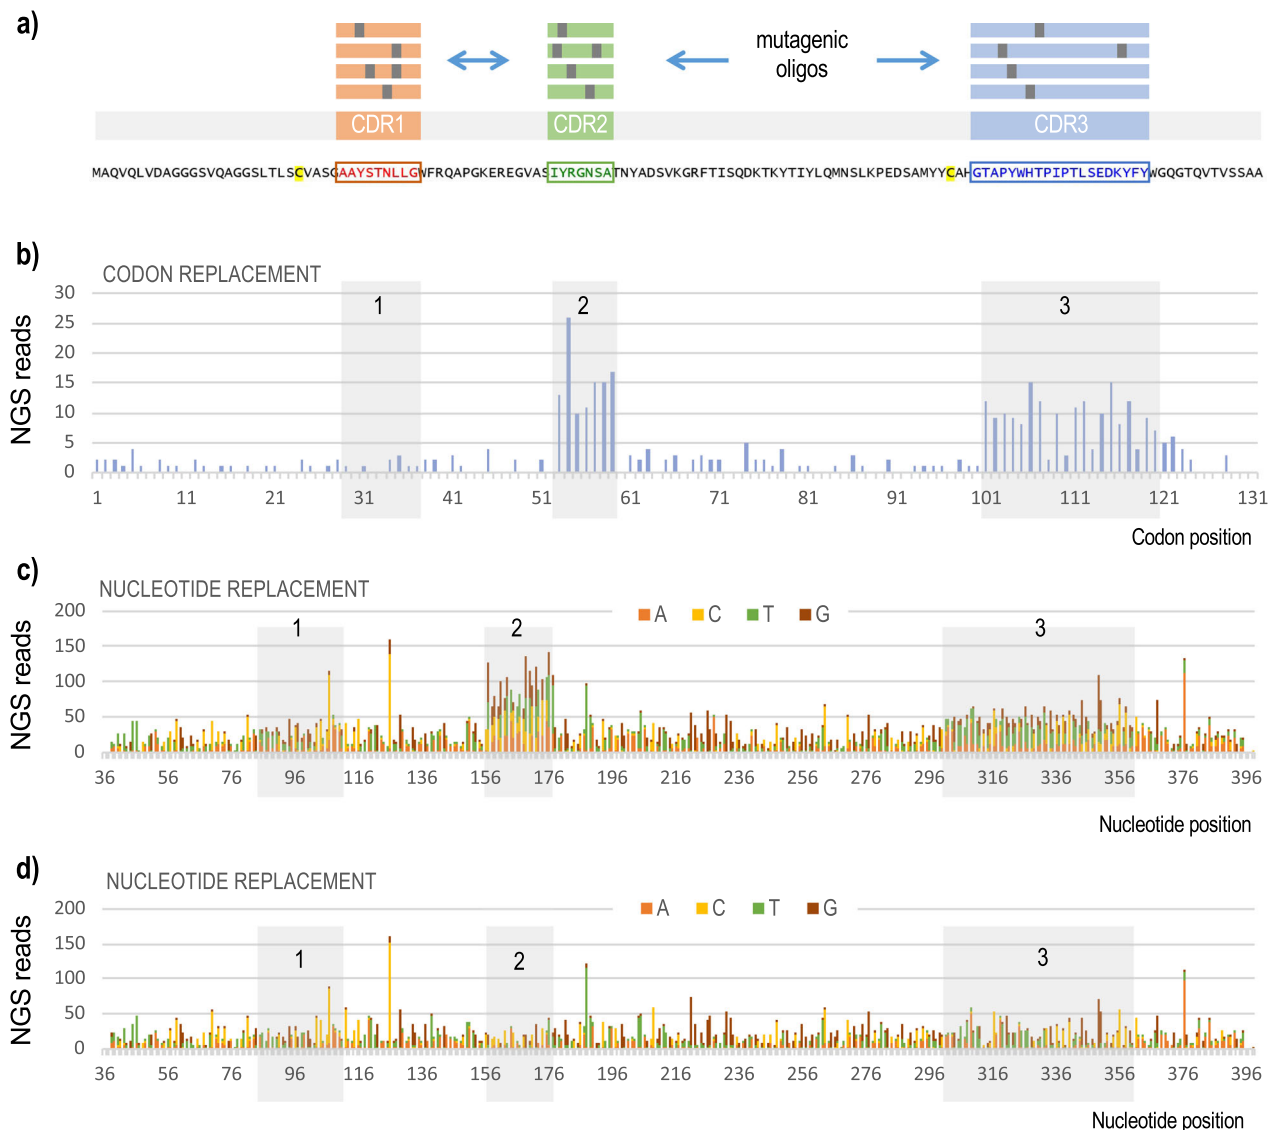 a)
mutagenic
oligos
CDR1
CDR2
CDR3
MAQVQLVDAGGGSVQAGGSLTLSCVASGAAYSTNLLGWFRQAPGKEREGVASIYRGNSATNYADSVKGRFTISQDKTKYTIYLQMNSLKPEDSAMYYCAHGTAPYWHTPIPTLSEDKYFYWGQGTQVTVSSAA
b)
CODON REPLACEMENT
NGS reads
30
25
20
15
10
5
0
1 2 3
1 11 21 31 41 51 61 71 81 91 101 111 121 131
Codon position
c)
NUCLEOTIDE REPLACEMENT
A C T G
NGS reads
200
150
100
50
0
1 2 3
36 56 76 96 116 136 156 176 196 216 236 256 276 296 316 336 356 376 396
Nucleotide position
d)
NUCLEOTIDE REPLACEMENT
A C T G
NGS reads
200
150
100
50
0
1 2 3
36 56 76 96 116 136 156 176 196 216 236 256 276 296 316 336 356 376 396
Nucleotide position